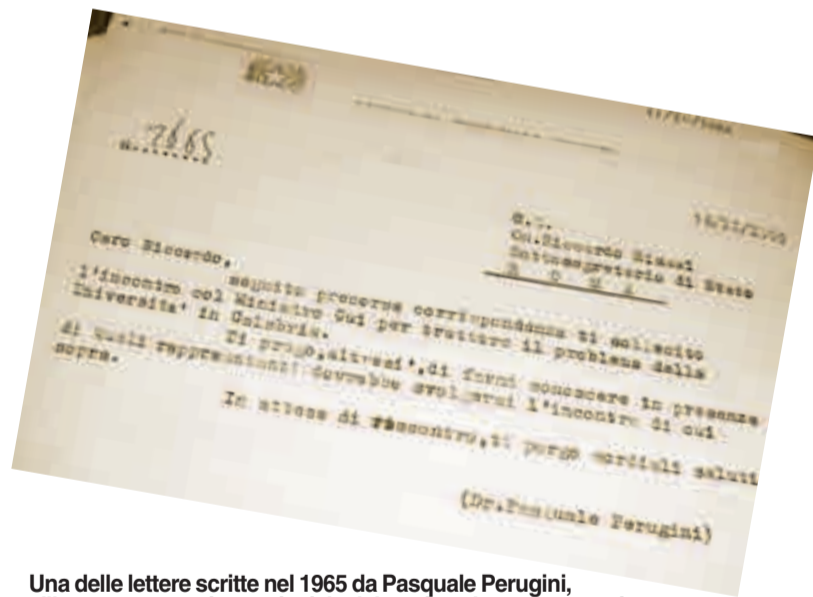 2665
Caro Riccardo,
On.Riccardo Misasi
Sottosegretario di Stato
R O M A
seguito precorsa corrispondenza ti sollecito
l'incontro col Ministro Gui per trattare il problema della
Universita' in Calabria.
Ti prego,altresi',di farmi conoscere in presenza
di quali rappresentanti dovrebbe svolgersi l'incontro di cui
sopra.
In attesa di riscontro,ti porgo cordiali saluti
(Dr.Pasquale Perugini)
Una delle lettere scritte nel 1965 da Pasquale Perugini,